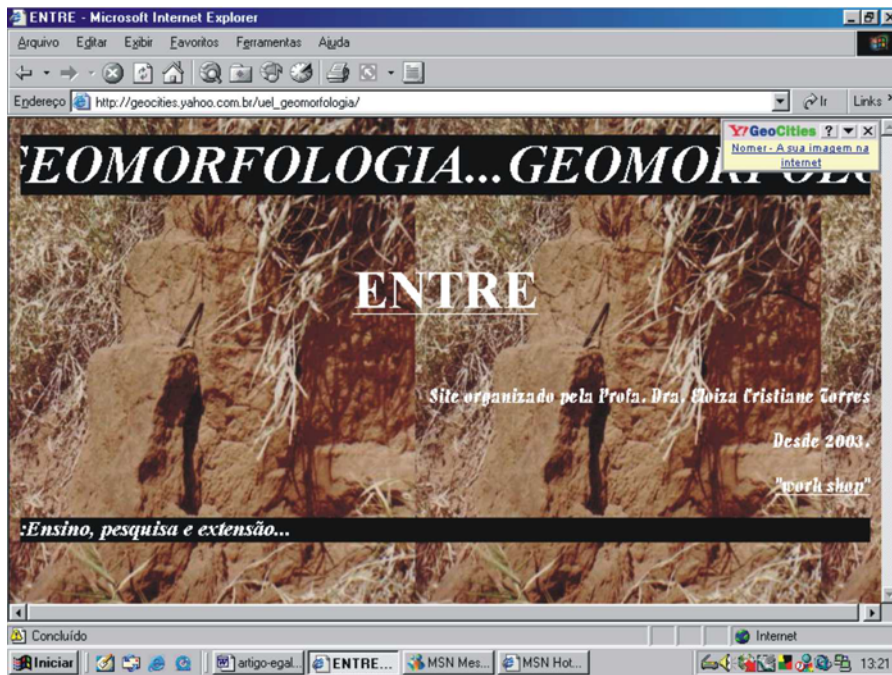 ENTRE - Microsoft Internet Explorer
Arquivo Editar Exibir Favoritos Ferramentas Ajuda
Endereço http://geocities.yahoo.com.br/uel_geomorfologia/ Ir Links
Y! GeoCities ?
Nomer - A sua imagem na
internet
GEOMORFOLOGIA...GEOMORFOLO
ENTRE
Site organizado pela Profa. Dra. Eloiza Cristiane Torres
Desde 2003.
"work shop"
:Ensino, pesquisa e extensão...
Concluído Internet
Iniciar artigo-egal... ENTRE... MSN Mes... MSN Hot... 13:21